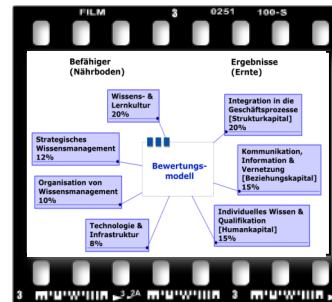 FILM 3 0251 100-S
Befähiger
(Nährboden)
Ergebnisse
(Ernte)
Wissens- &
Lernkultur
20%
Integration in die
Geschäftsprozesse
[Strukturkapital]
20%
Strategisches
Wissensmanagement
12%
Bewertungs-
modell
Kommunikation,
Information &
Vernetzung
[Beziehungskapital]
15%
Organisation von
Wissensmanagement
10%
Technologie &
Infrastruktur
8%
Individuelles Wissen &
Qualifikation
[Humankapital]
15%
3 3 2A 3